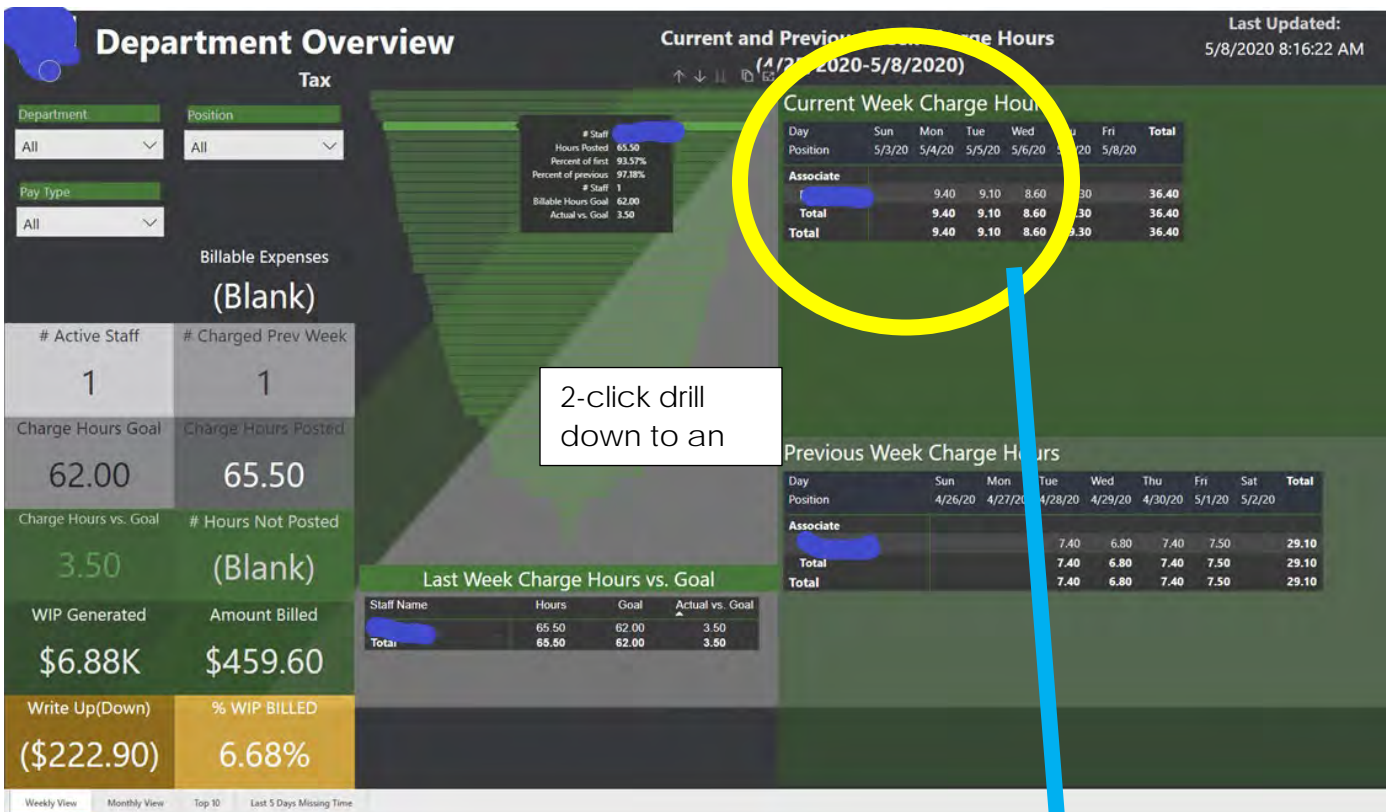 Department Overview
Tax
Current and Previous
Charge Hours
2020-5/8/2020)
Last Updated:
5/8/2020 8:16:22 AM
Department
Position
All
All
Pay Type
All
Billable Expenses
(Blank)
# Active Staff
# Charged Prev Week
1
1
Charge Hours Goal
Charge Hours Posted
62.00
65.50
Charge Hours vs. Goal
# Hours Not Posted
3.50
(Blank)
WIP Generated
Amount Billed
$6.88K
$459.60
Write Up(Down)
% WIP BILLED
($222.90)
6.68%
# Staff
Hours Posted 65.50
Percent of first 93.57%
Percent of previous 97.18%
# Staff 1
Billable Hours Goal 62.00
Actual vs. Goal 3.50
2-click drill
down to an
Last Week Charge Hours vs. Goal
Staff Name Hours Goal Actual vs. Goal
65.50 62.00 3.50
Total 65.50 62.00 3.50
Current Week Charge Hours
Day Sun Mon Tue Wed Fri Total
Position 5/3/20 5/4/20 5/5/20 5/6/20 5/8/20
Associate
9.40 9.10 8.60 36.40
Total 9.40 9.10 8.60 36.40
Total 9.40 9.10 8.60 9.30 36.40
Previous Week Charge Hours
Day Sun Mon Tue Wed Thu Fri Sat Total
Position 4/26/20 4/27/20 4/28/20 4/29/20 4/30/20 5/1/20 5/2/20
Associate
7.40 6.80 7.40 7.50 29.10
Total 7.40 6.80 7.40 7.50 29.10
Total 7.40 6.80 7.40 7.50 29.10
Weekly View Monthly View Top 10 Last 5 Days Missing Time